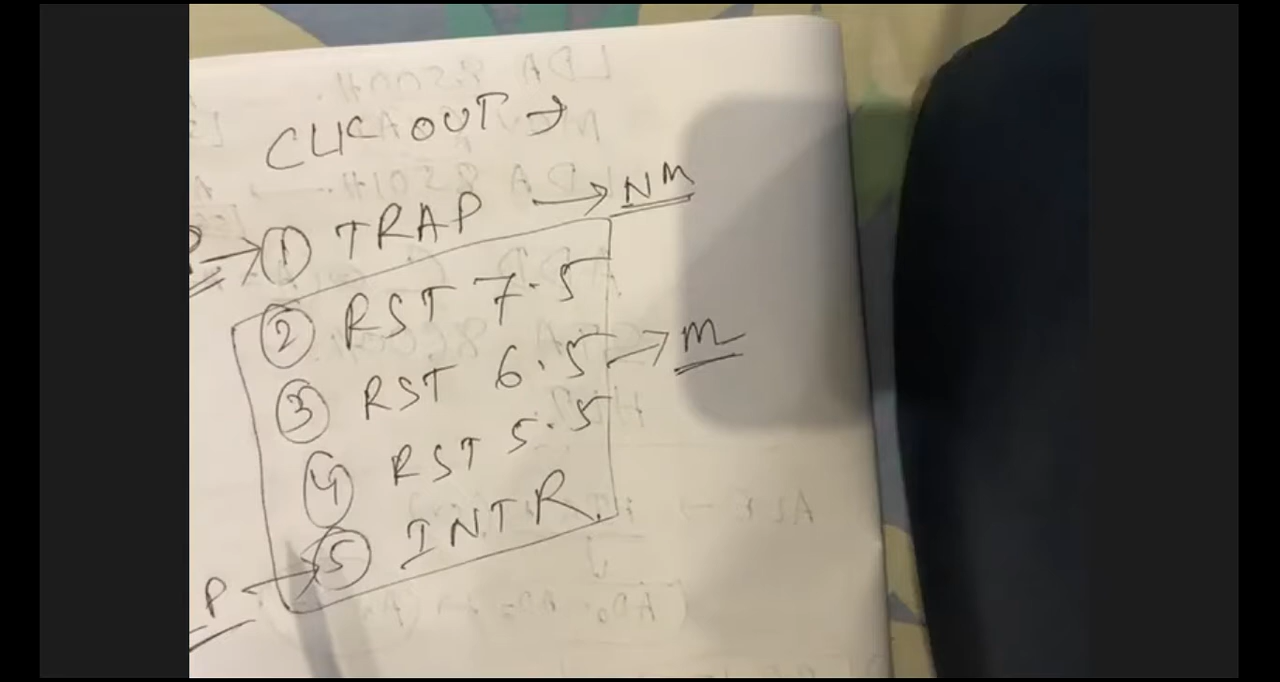 CLK OUT →
P → ① TRAP → NM
② RST 7.5
③ RST 6.5 → M
④ RST 5.5
P → ⑤ INTR